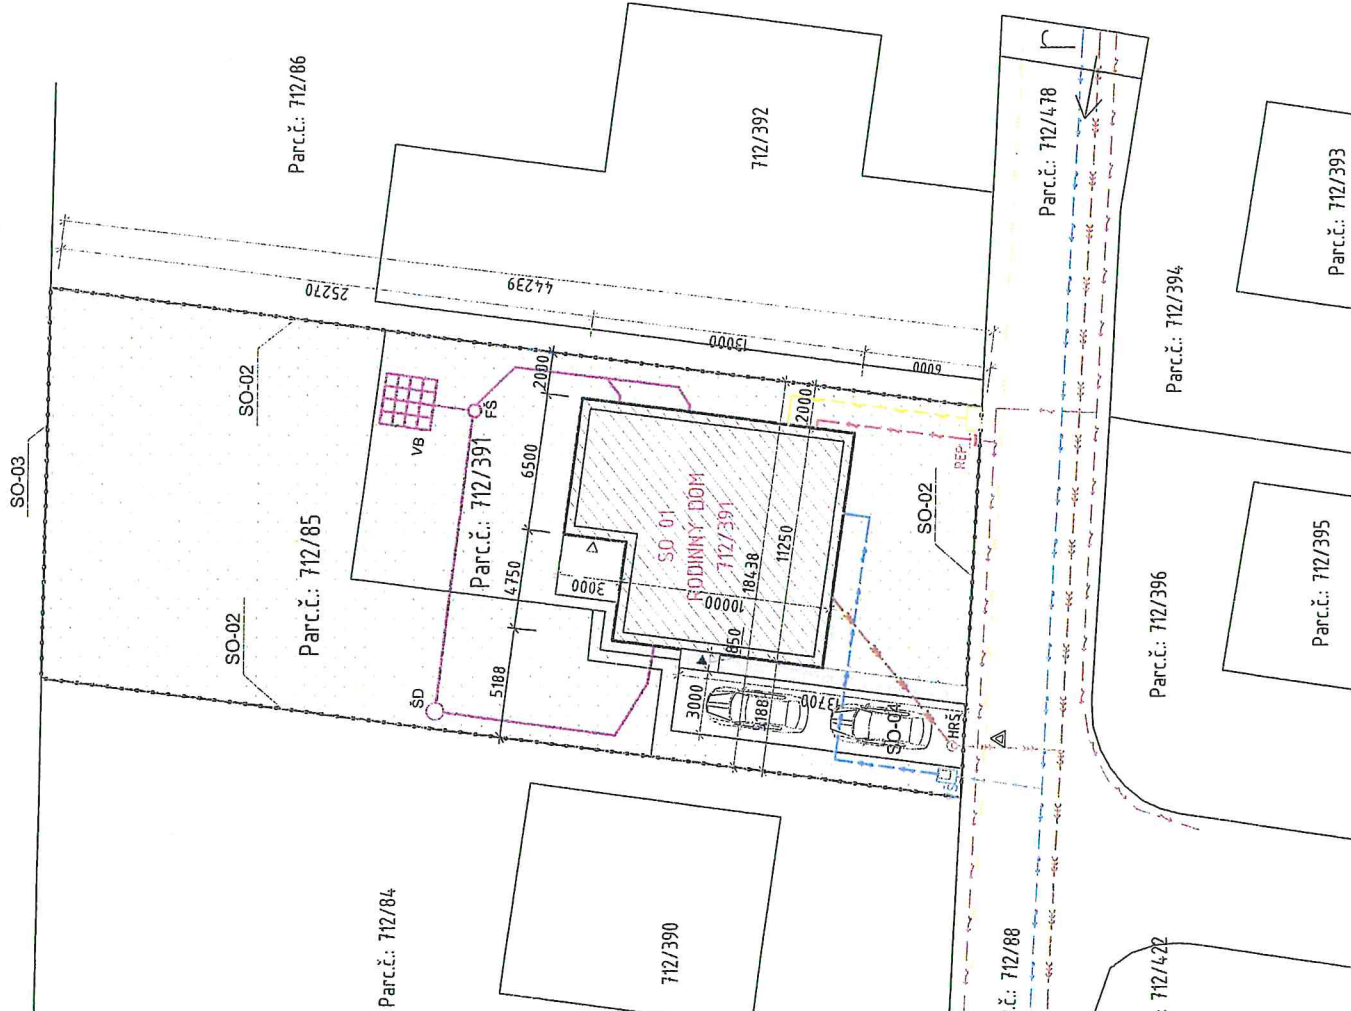 Parc.č.: 712/86
712/392
Parc.č.: 712/478
Parc.č.: 712/393
Parc.č.: 712/394
25270
44239
13000
6000
2000
2000
SO-02
SO-03
VB
FŠ
6500
Parc.č.: 712/391
Parc.č.: 712/85
4750
3000
SO 01
RODINNÝ DOM
712/391
18438
11250
10000
850
REP
SO-02
Parc.č.: 712/395
Parc.č.: 712/396
SO-02
ŠD
5188
3000
188
13700
SO-04
HRŠ
Parc.č.: 712/84
712/390
.č.: 712/88
712/422